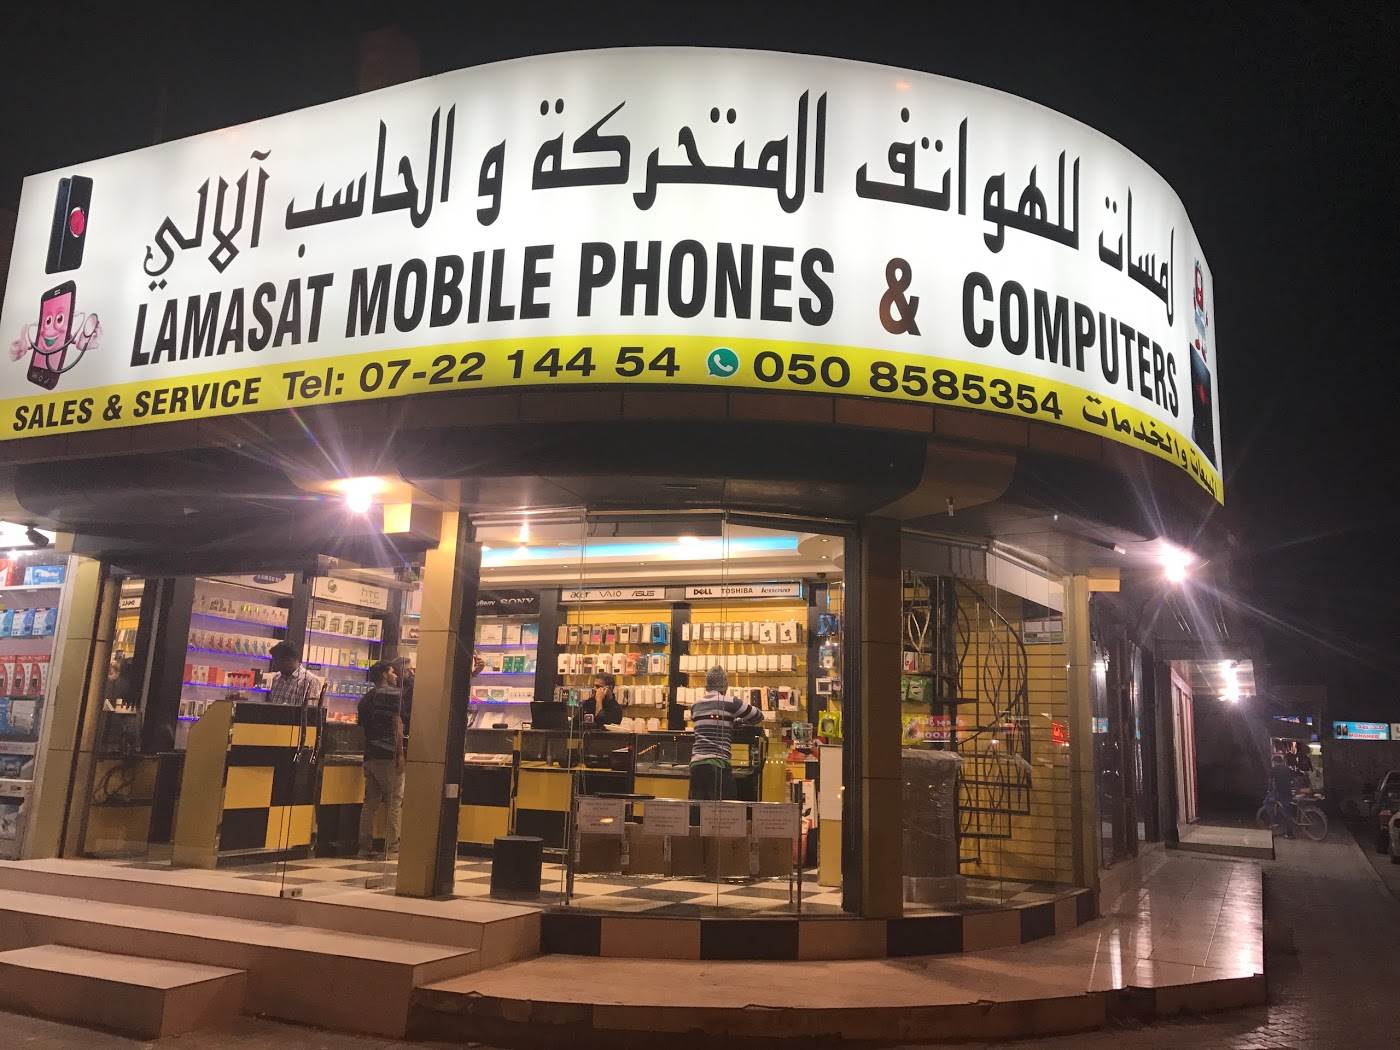 لمسات للهواتف المتحركة و الحاسب آلالي
LAMASAT MOBILE PHONES & COMPUTERS
SALES & SERVICE Tel: 07-22 144 54 050 8585354 المبيعات والخدمات
SAMSUNG
hTC
SONY
acer VAIO ASUS
DELL TOSHIBA lenovo